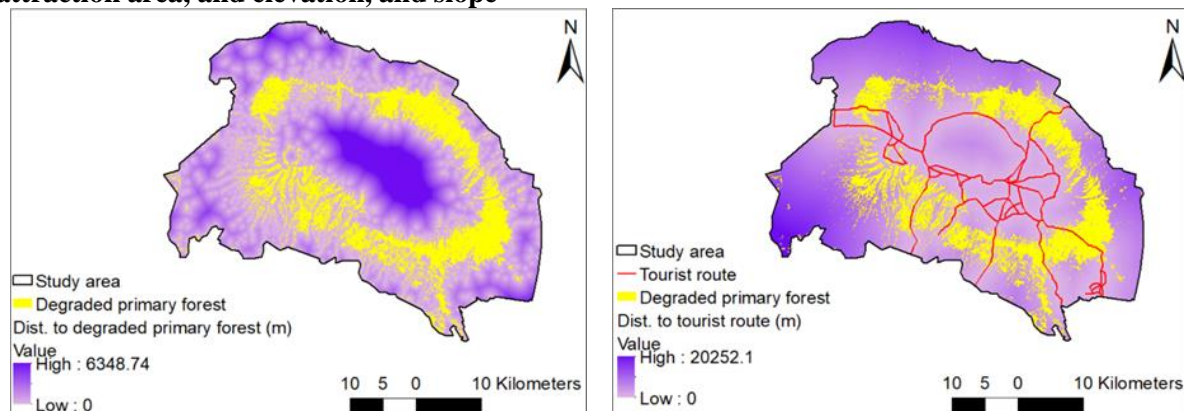 attraction area, and elevation, and slope
N
Study area
Degraded primary forest
Dist. to degraded primary forest (m)
Value
High : 6348.74
Low : 0
10 5 0 10 Kilometers
N
Study area
Tourist route
Degraded primary forest
Dist. to tourist route (m)
Value
High : 20252.1
Low : 0
10 5 0 10 Kilometers